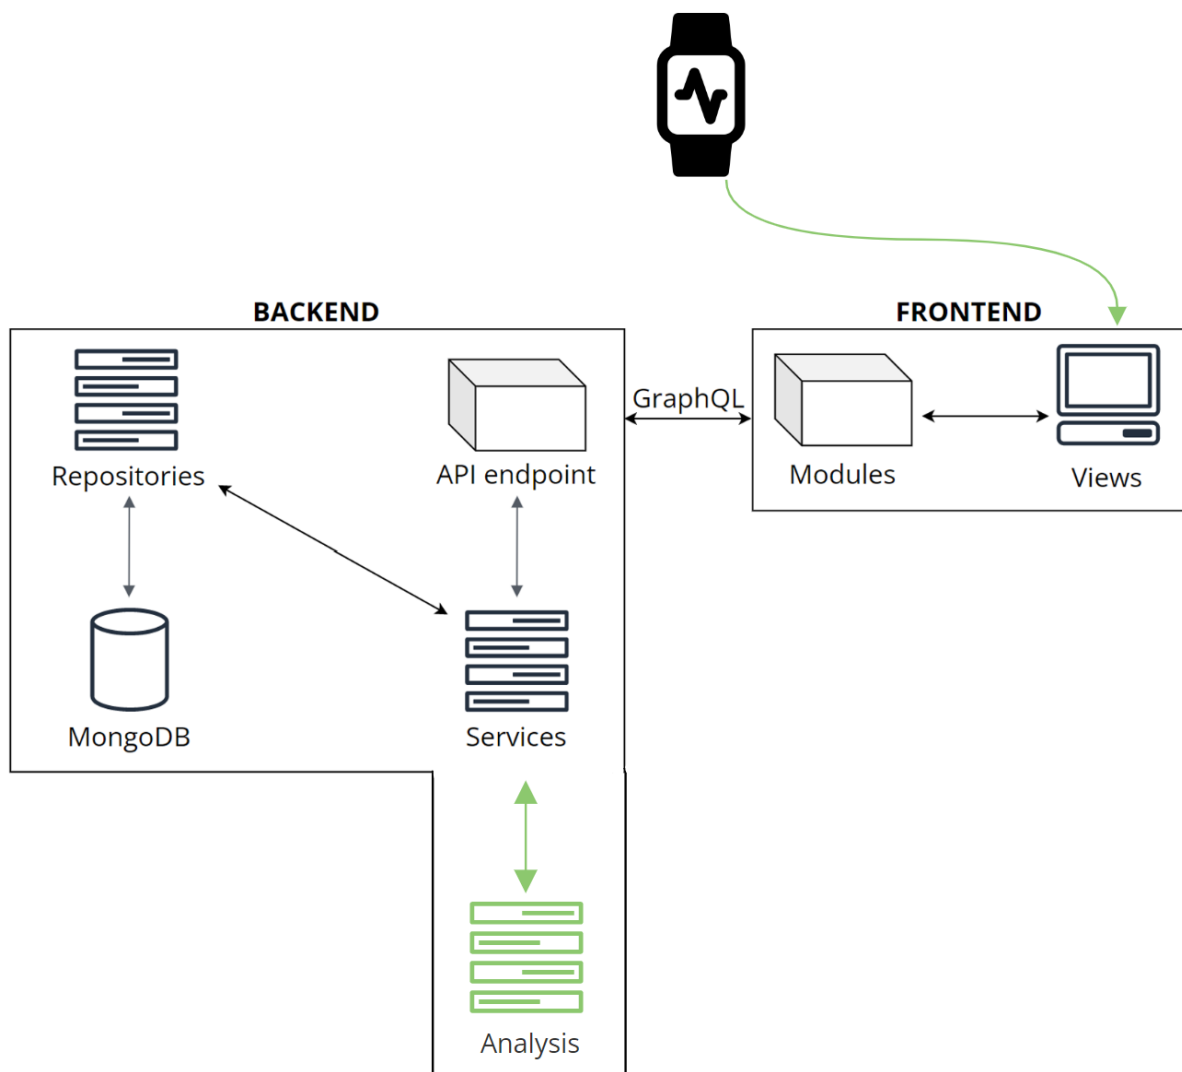 BACKEND
FRONTEND
GraphQL
Repositories
API endpoint
Modules
Views
MongoDB
Services
Analysis